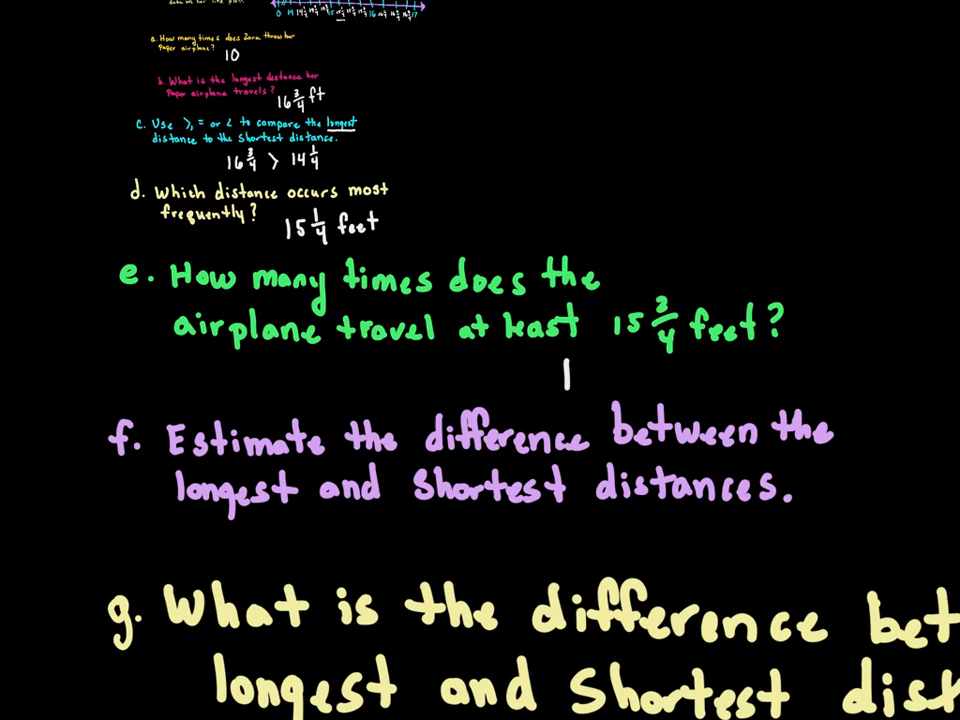 a. How many times does Zara throw her
Paper airplane?
10
b. What is the longest distance her
Paper airplane travels?
16 3/4 ft
c. Use >, = or < to compare the longest
distance to the shortest distance.
16 3/4 > 14 1/4
d. Which distance occurs most
frequently?
15 1/4 feet
e. How many times does the
airplane travel at least 15 2/4 feet?
1
f. Estimate the difference between the
longest and shortest distances.
g. What is the difference bet
longest and shortest dist